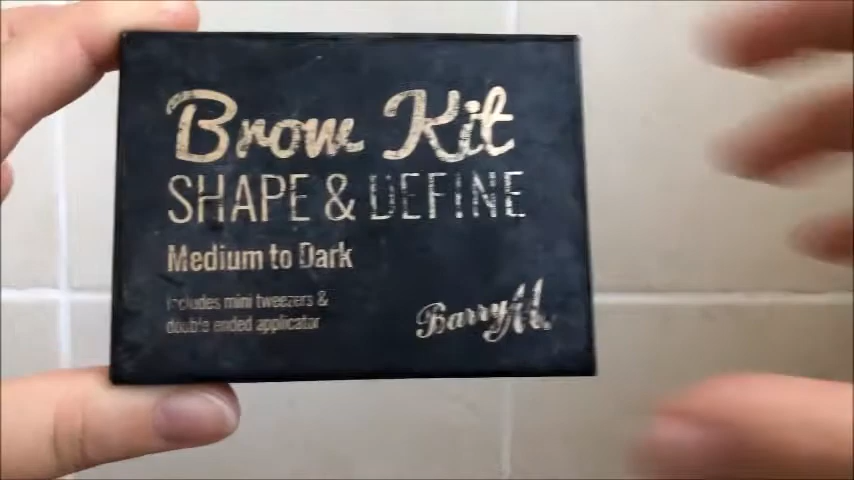 Brow Kit
SHAPE & DEFINE
Medium to Dark
Includes mini tweezers &
double ended applicator
Barry M.